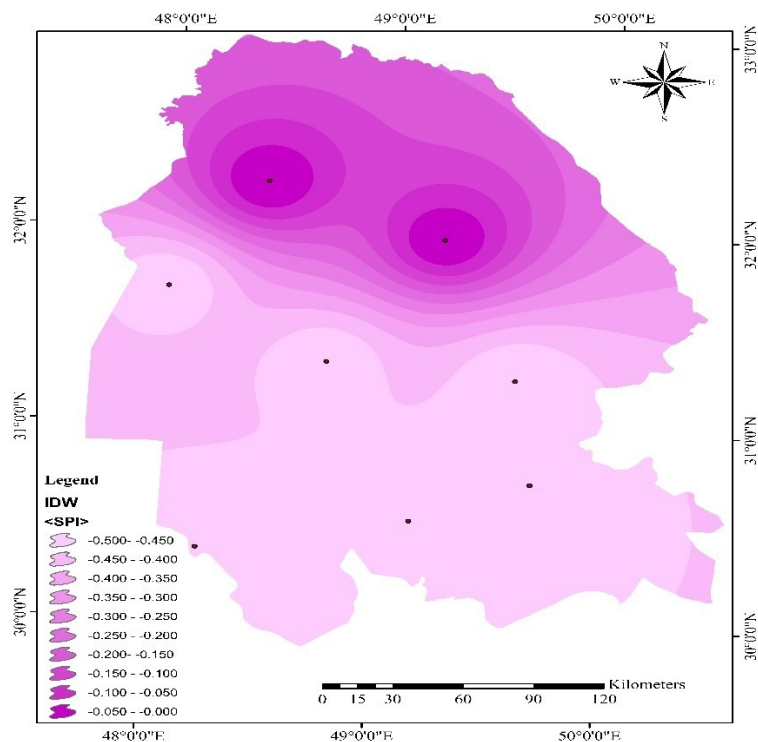 48°0'0"E 49°0'0"E 50°0'0"E
N
W E
S
33°0'0"N
32°0'0"N 32°0'0"N
31°0'0"N 31°0'0"N
30°0'0"N 30°0'0"N
Legend
IDW
<SPI>
-0.500- -0.450
-0.450 - -0.400
-0.400 - -0.350
-0.350 - -0.300
-0.300 - -0.250
-0.250 - -0.200
-0.200 - -0.150
-0.150 - -0.100
-0.100 - -0.050
-0.050 - -0.000
Kilometers
0 15 30 60 90 120
48°0'0"E 49°0'0"E 50°0'0"E